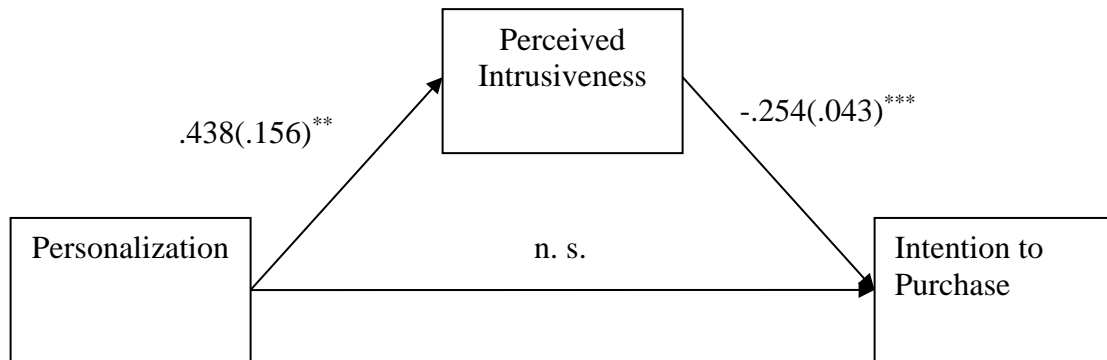 Perceived
Intrusiveness
.438(.156)**
-.254(.043)***
Personalization
n. s.
Intention to
Purchase